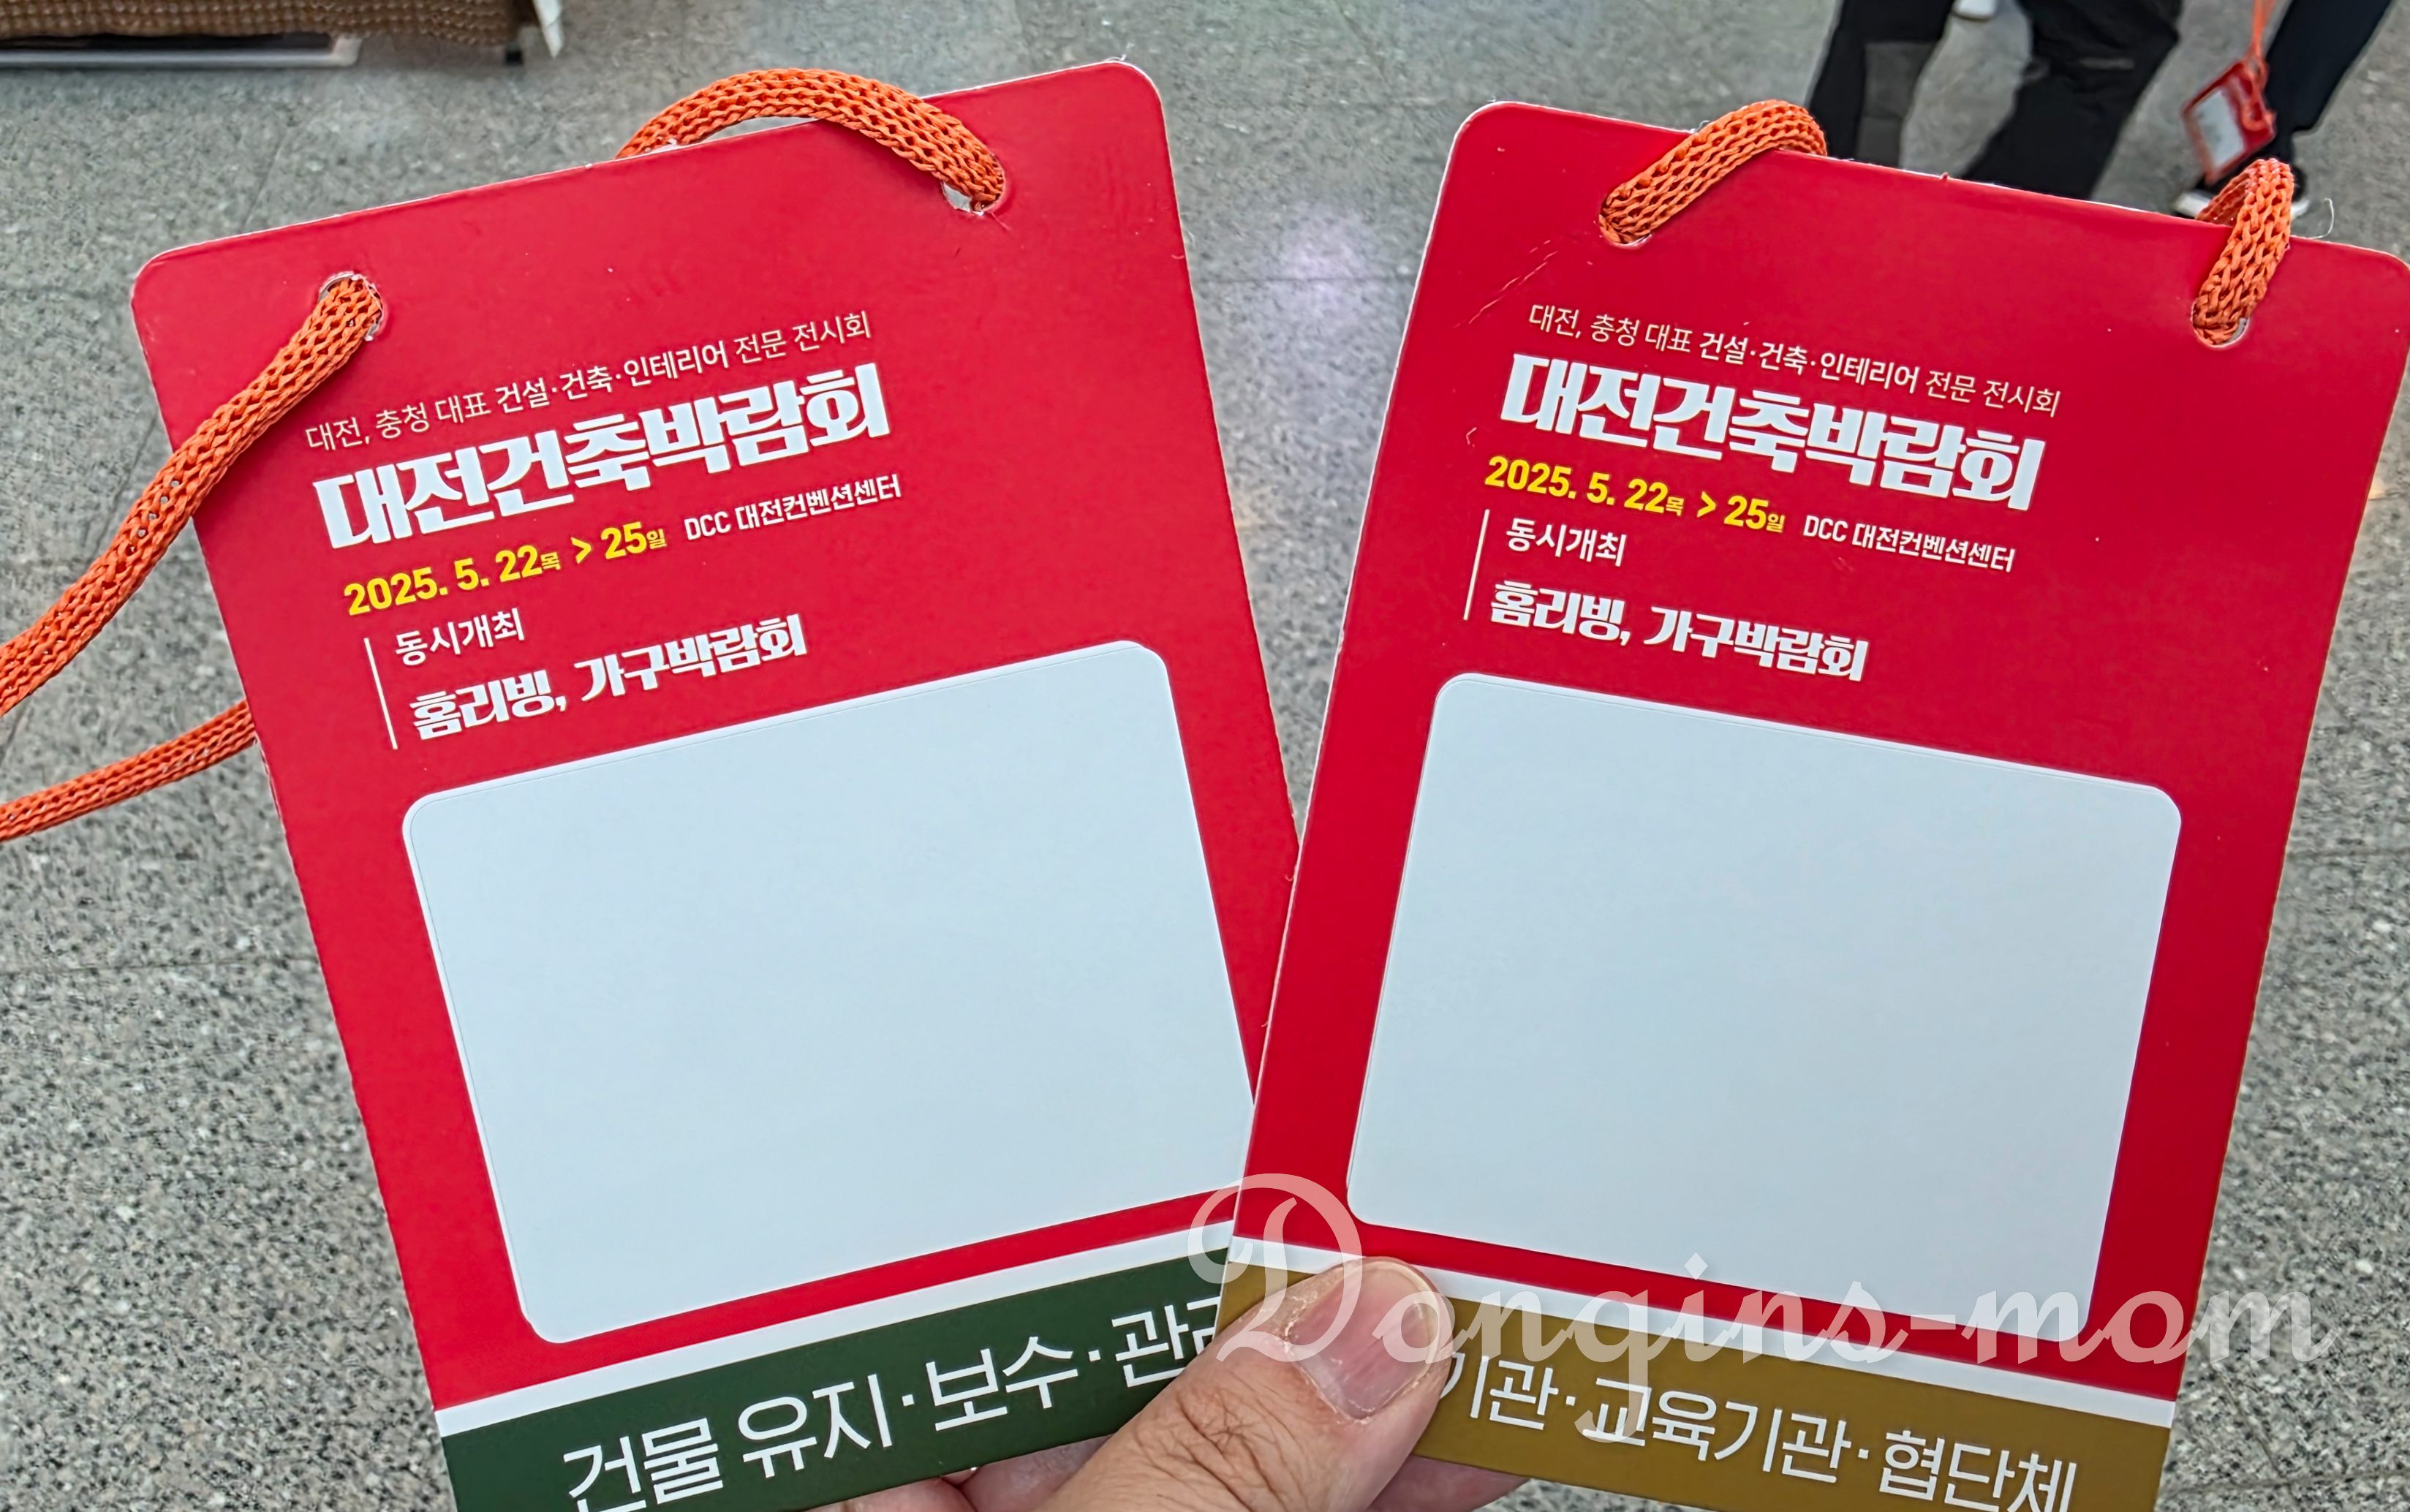 대전, 충청 대표 건설·건축·인테리어 전문 전시회
대전건축박람회
2025. 5. 22목 > 25일 DCC 대전컨벤션센터
동시개최
홈리빙, 가구박람회
건물 유지·보수·관리
대전, 충청 대표 건설·건축·인테리어 전문 전시회
대전건축박람회
2025. 5. 22목 > 25일 DCC 대전컨벤션센터
동시개최
홈리빙, 가구박람회
기관·교육기관·협단체
Dongins-mom